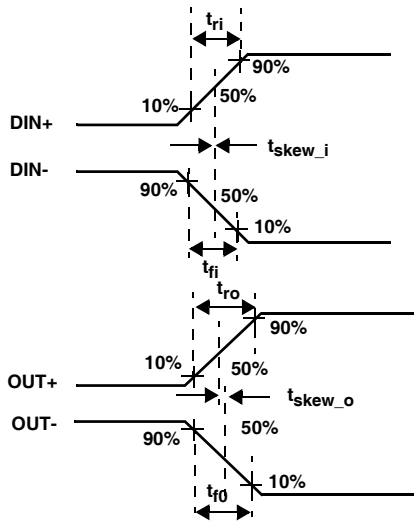 tri
90%
50%
10%
DIN+
tskew_i
DIN-
50%
90%
10%
tfi
tro
90%
10%
50%
OUT+
tskew_o
OUT-
50%
90%
10%
tf0